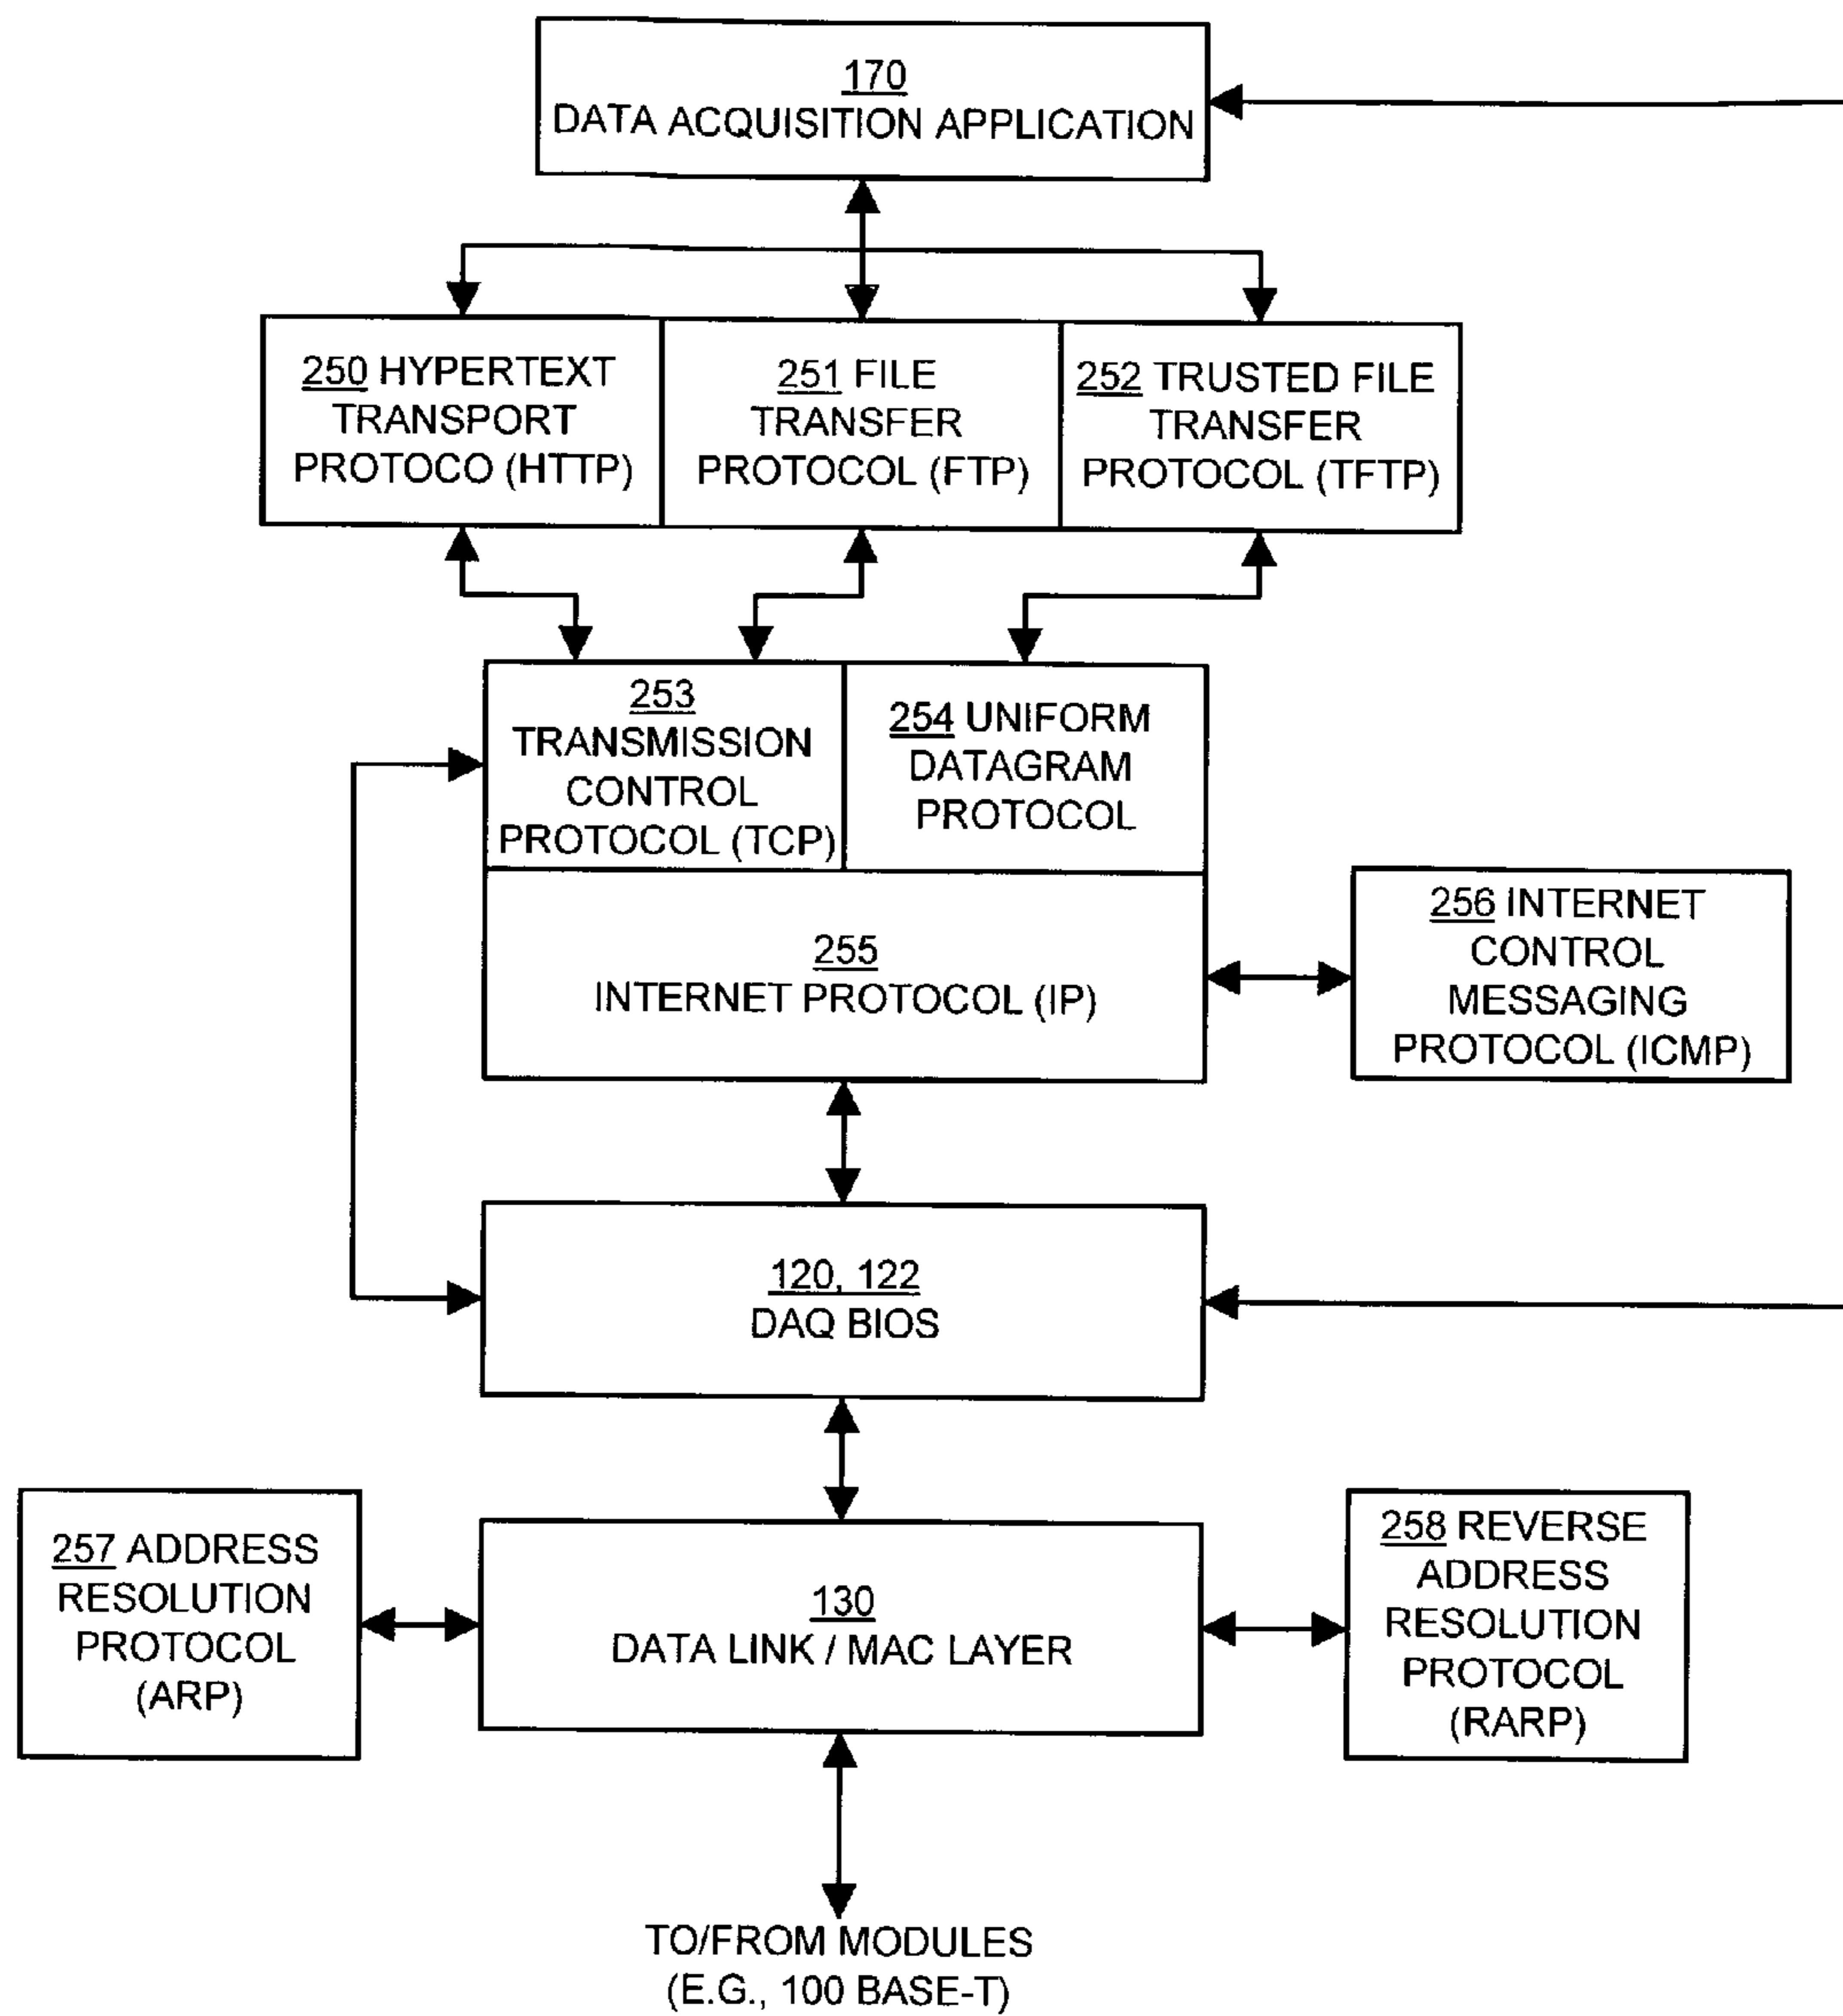 170
DATA ACQUISITION APPLICATION
250 HYPERTEXT
TRANSPORT
PROTOCO (HTTP)
251 FILE
TRANSFER
PROTOCOL (FTP)
252 TRUSTED FILE
TRANSFER
PROTOCOL (TFTP)
253
TRANSMISSION
CONTROL
PROTOCOL (TCP)
254 UNIFORM
DATAGRAM
PROTOCOL
255
INTERNET PROTOCOL (IP)
256 INTERNET
CONTROL
MESSAGING
PROTOCOL (ICMP)
120, 122
DAQ BIOS
257 ADDRESS
RESOLUTION
PROTOCOL
(ARP)
130
DATA LINK / MAC LAYER
258 REVERSE
ADDRESS
RESOLUTION
PROTOCOL
(RARP)
TO/FROM MODULES
(E.G., 100 BASE-T)